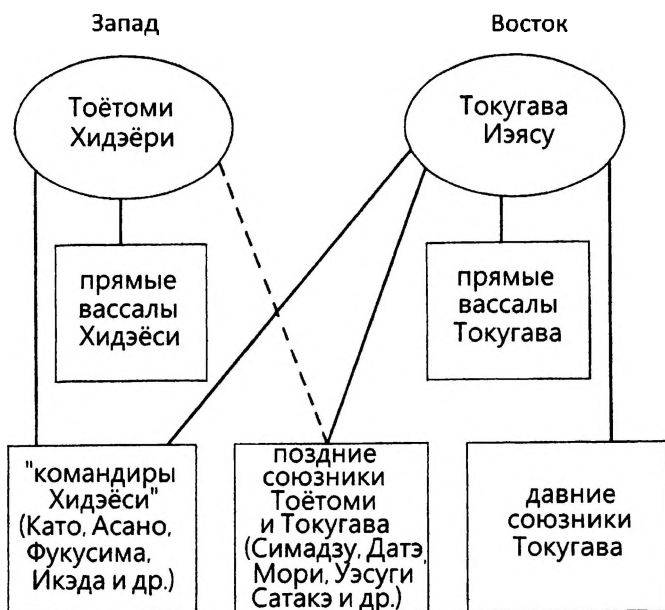 Запад
Восток
Тоётоми
Хидэёри
Токугава
Иэясу
прямые
вассалы
Хидэёси
прямые
вассалы
Токугава
"командиры
Хидэёси"
(Като, Асано,
Фукусима,
Икэда и др.)
поздние
союзники
Тоётоми
и Токугава
(Симадзу, Датэ,
Мори, Уэсуги
Сатакэ и др.)
давние
союзники
Токугава